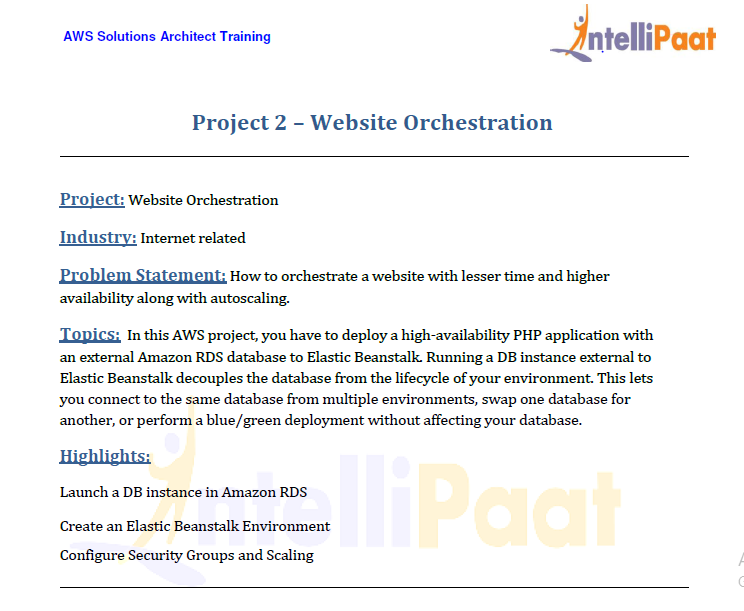 AWS Solutions Architect Training
IntelliPaat
Project 2 – Website Orchestration
Project: Website Orchestration
Industry: Internet related
Problem Statement: How to orchestrate a website with lesser time and higher
availability along with autoscaling.
Topics: In this AWS project, you have to deploy a high-availability PHP application with
an external Amazon RDS database to Elastic Beanstalk. Running a DB instance external to
Elastic Beanstalk decouples the database from the lifecycle of your environment. This lets
you connect to the same database from multiple environments, swap one database for
another, or perform a blue/green deployment without affecting your database.
Highlights:
IntelliPaat
Launch a DB instance in Amazon RDS
Create an Elastic Beanstalk Environment
Configure Security Groups and Scaling